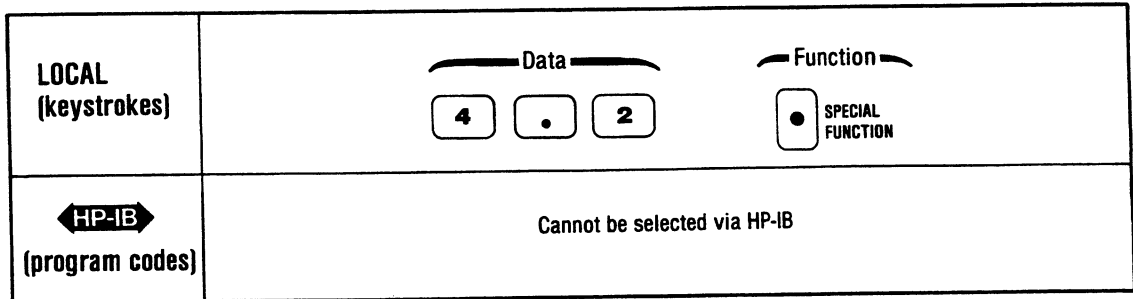 LOCAL
(keystrokes)
Data
Function
4 . 2
SPECIAL
FUNCTION
HP-IB
(program codes)
Cannot be selected via HP-IB